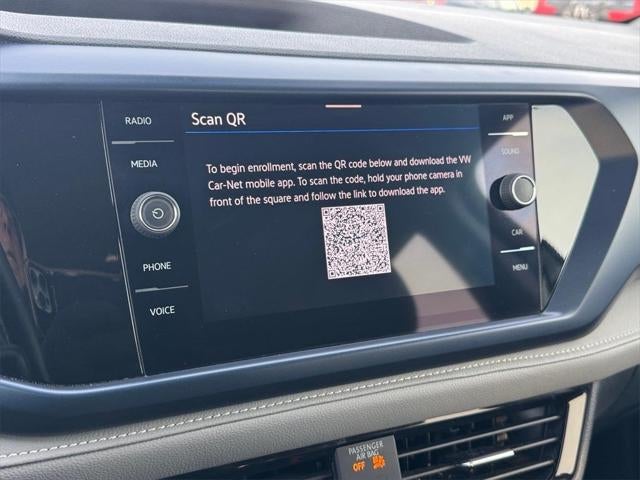 RADIO
MEDIA
PHONE
VOICE
Scan QR
To begin enrollment, scan the QR code below and download the VW
Car-Net mobile app. To scan the code, hold your phone camera in
front of the square and follow the link to download the app.
APP
SOUND
CAR
MENU
PASSENGER
AIR BAG
OFF